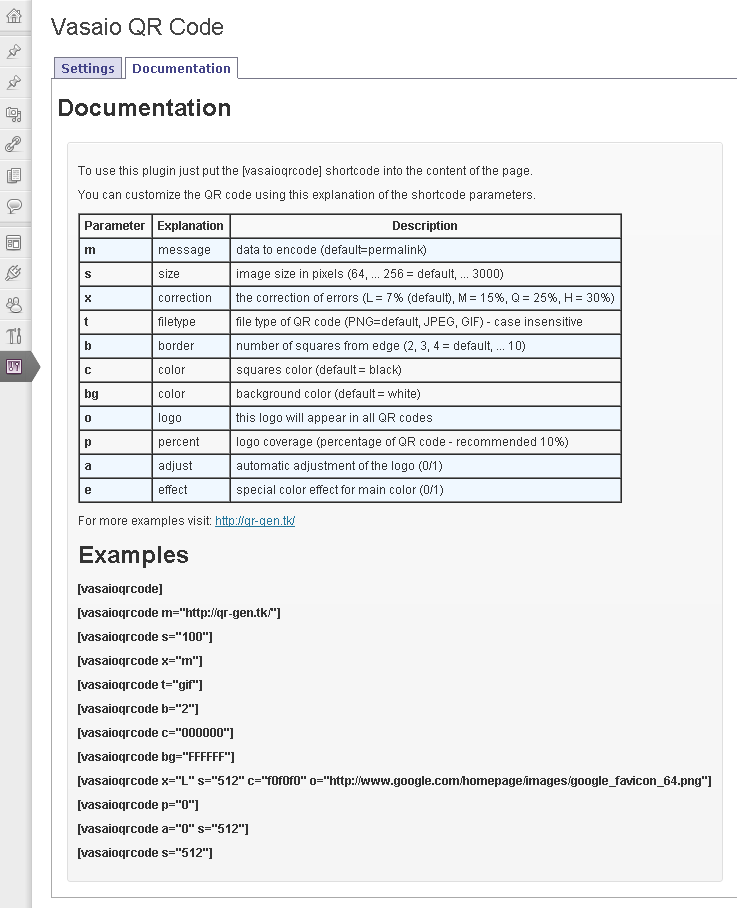 Vasaio QR Code
Settings Documentation
Documentation
To use this plugin just put the [vasaioqrcode] shortcode into the content of the page.
You can customize the QR code using this explanation of the shortcode parameters.
Parameter Explanation Description
m message data to encode (default=permalink)
s size image size in pixels (64, ... 256 = default, ... 3000)
x correction the correction of errors (L = 7% (default), M = 15%, Q = 25%, H = 30%)
t filetype file type of QR code (PNG=default, JPEG, GIF) - case insensitive
b border number of squares from edge (2, 3, 4 = default, ... 10)
c color squares color (default = black)
bg color background color (default = white)
o logo this logo will appear in all QR codes
p percent logo coverage (percentage of QR code - recommended 10%)
a adjust automatic adjustment of the logo (0/1)
e effect special color effect for main color (0/1)
For more examples visit: http://qr-gen.tk/
Examples
[vasaioqrcode]
[vasaioqrcode m="http://qr-gen.tk/"]
[vasaioqrcode s="100"]
[vasaioqrcode x="m"]
[vasaioqrcode t="gif"]
[vasaioqrcode b="2"]
[vasaioqrcode c="000000"]
[vasaioqrcode bg="FFFFFF"]
[vasaioqrcode x="L" s="512" c="f0f0f0" o="http://www.google.com/homepage/images/google_favicon_64.png"]
[vasaioqrcode p="0"]
[vasaioqrcode a="0" s="512"]
[vasaioqrcode s="512"]